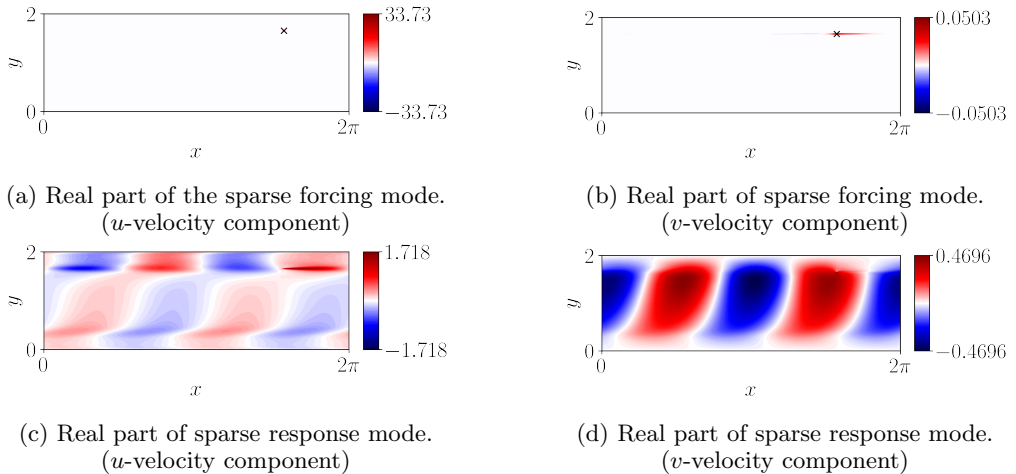 2
y
0
0
2π
x
33.73
−33.73
(a) Real part of the sparse forcing mode.
(u-velocity component)
2
y
0
0
2π
x
0.0503
−0.0503
(b) Real part of sparse forcing mode.
(v-velocity component)
2
y
0
0
2π
x
1.718
−1.718
(c) Real part of sparse response mode.
(u-velocity component)
2
y
0
0
2π
x
0.4696
−0.4696
(d) Real part of sparse response mode.
(v-velocity component)